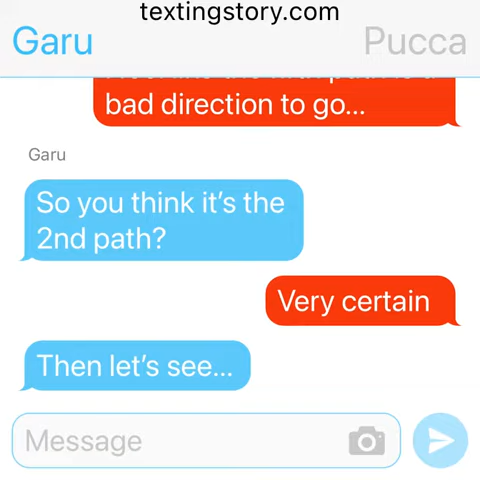 textingstory.com
Garu Pucca
bad direction to go...
Garu
So you think it’s the
2nd path?
Very certain
Then let’s see...
Message